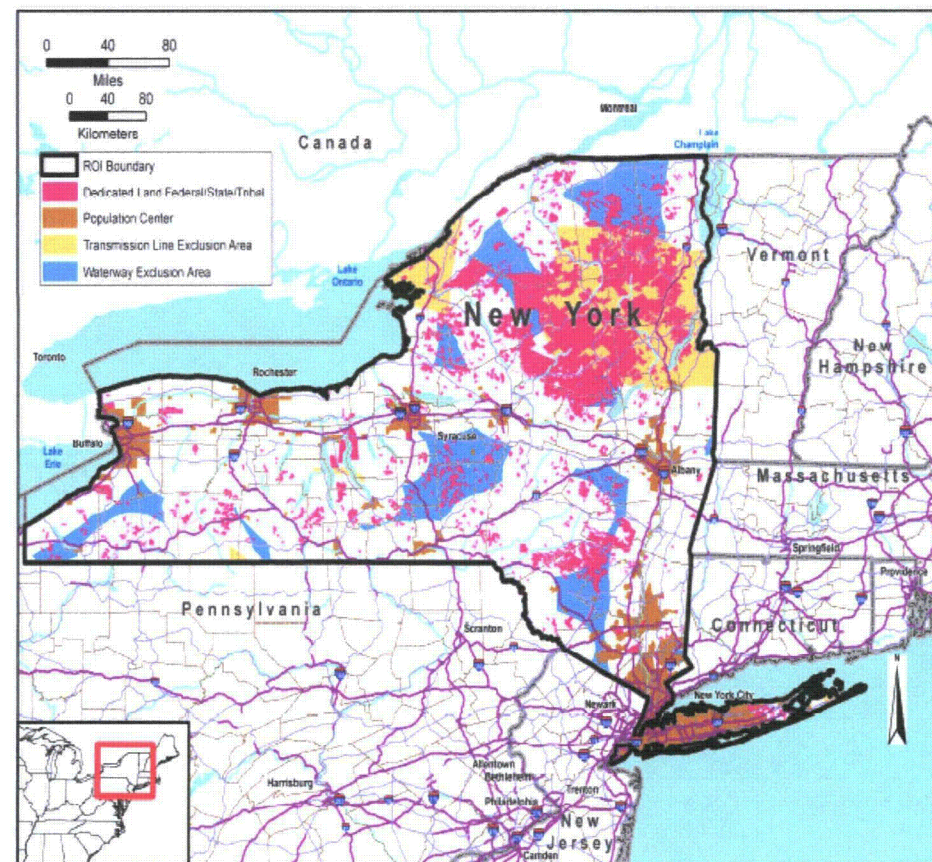 0 40 80
Miles
0 40 80
Kilometers
ROI Boundary
Dedicated Land Federal/State/Tribal
Population Center
Transmission Line Exclusion Area
Waterway Exclusion Area
Montreal
Canada
Lake
Champlain
Vermont
Lake
Ontario
New York
New
Hampshire
Toronto
Rochester
Buffalo
Syracuse
Lake
Erie
Albany
Massachusetts
Springfield
Providence
Pennsylvania
Connecticut
Scranton
N
New York City
Newark
Allentown
Bethlehem
Harrisburg
Trenton
Philadelphia
New
Jersey
Camden